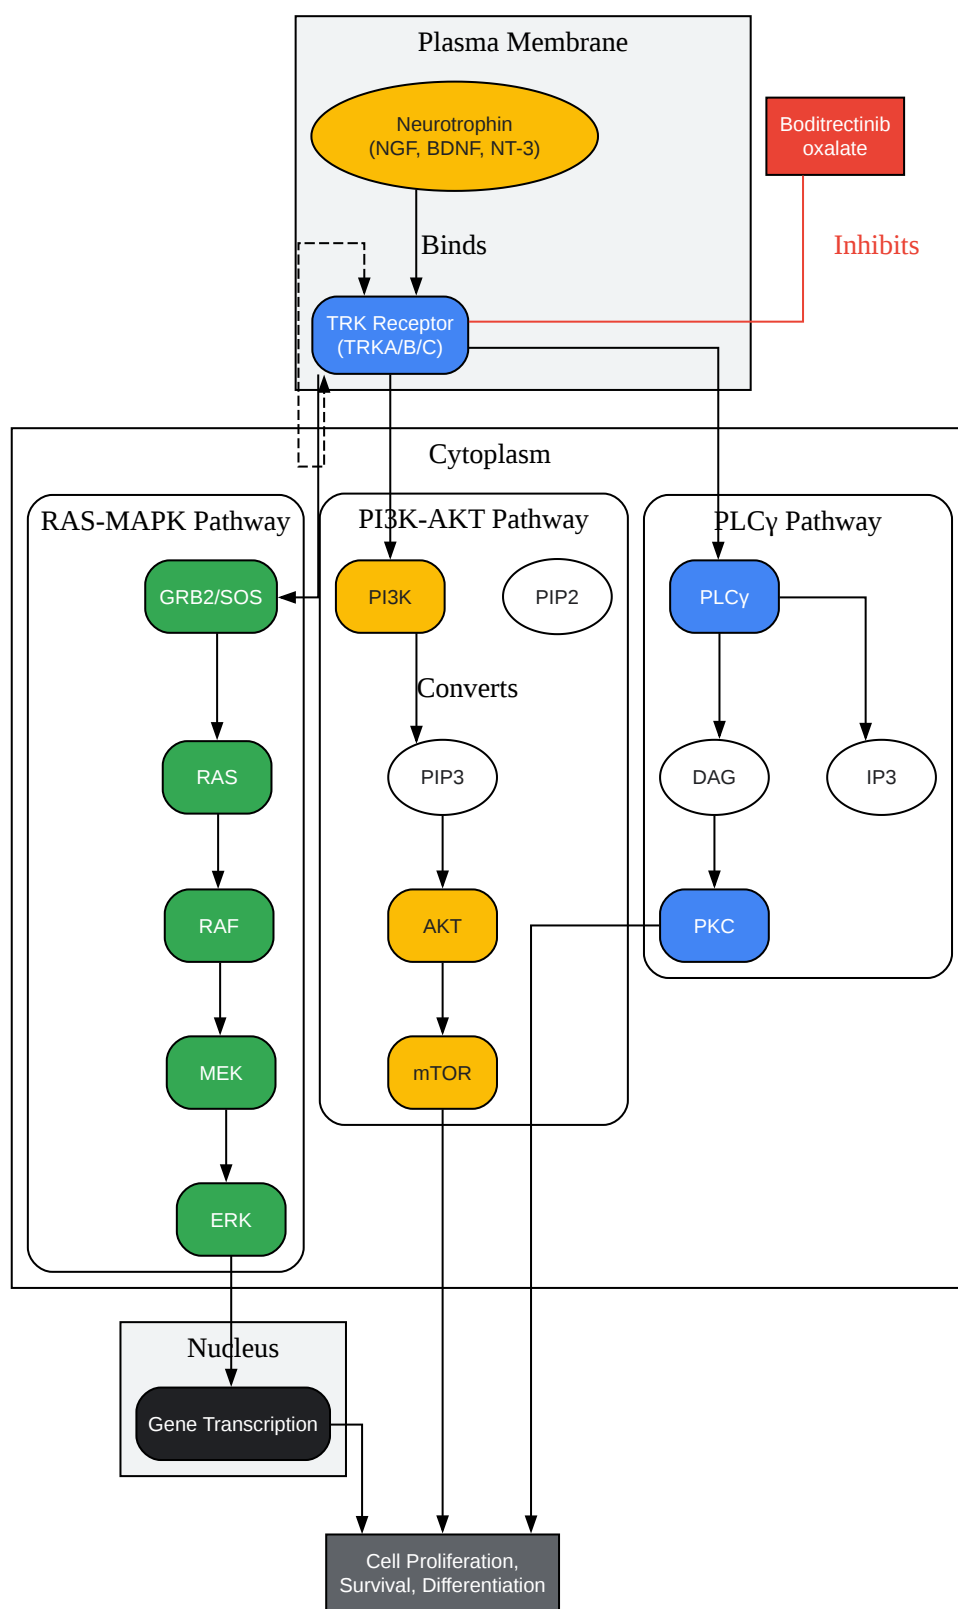 Plasma Membrane
Neurotrophin
(NGF, BDNF, NT-3)
Boditrectinib
oxalate
Binds
Inhibits
TRK Receptor
(TRKA/B/C)
Cytoplasm
RAS-MAPK Pathway
PI3K-AKT Pathway
PLCγ Pathway
GRB2/SOS
PI3K
PIP2
PLCγ
Converts
RAS
PIP3
DAG
IP3
RAF
AKT
PKC
MEK
mTOR
ERK
Nucleus
Gene Transcription
Cell Proliferation,
Survival, Differentiation